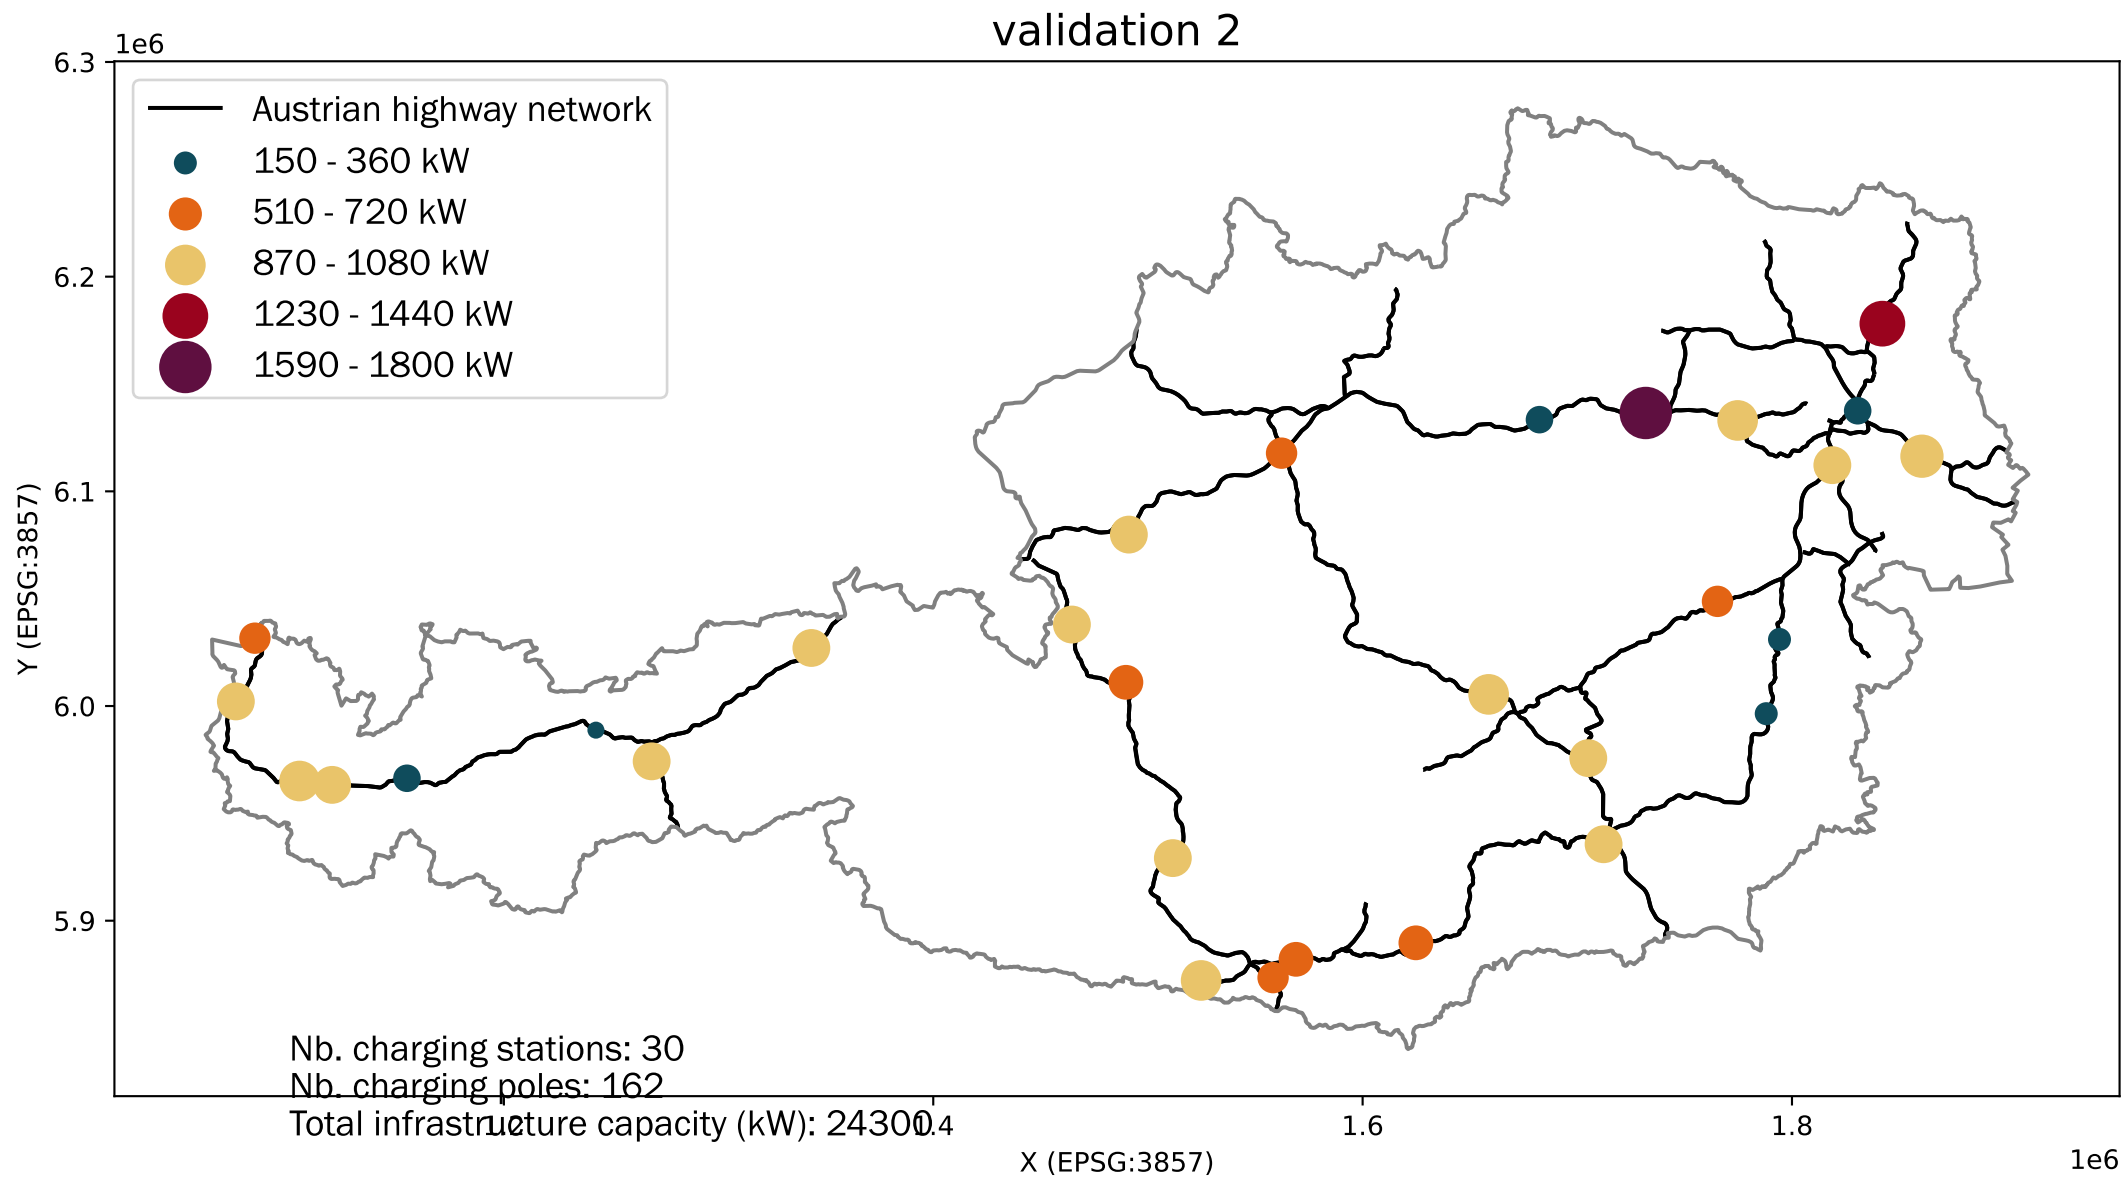 validation 2
1e6
6.3
6.2
6.1
6.0
5.9
Y (EPSG:3857)
Austrian highway network
150 - 360 kW
510 - 720 kW
870 - 1080 kW
1230 - 1440 kW
1590 - 1800 kW
Nb. charging stations: 30
Nb. charging poles: 162
Total infrastructure capacity (kW): 24300
1.2
1.4
1.6
1.8
X (EPSG:3857)
1e6